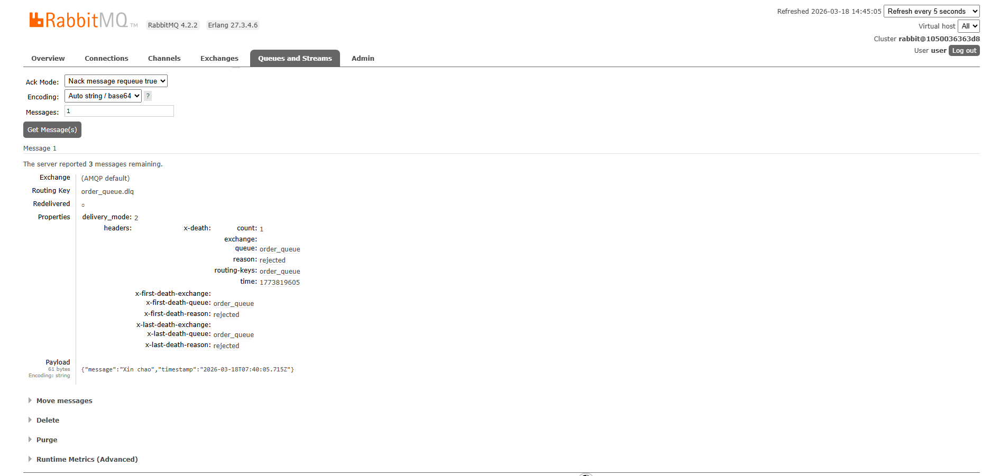 RabbitMQ TM RabbitMQ 4.2.2 Erlang 27.3.4.6
Refreshed 2026-03-18 14:45:05 Refresh every 5 seconds
Virtual host All
Cluster rabbit@1050036363d8
User user Log out
Overview Connections Channels Exchanges Queues and Streams Admin
Ack Mode: Nack message requeue true
Encoding: Auto string / base64 ?
Messages: 1
Get Message(s)
Message 1
The server reported 3 messages remaining.
Exchange (AMQP default)
Routing Key order_queue.dlq
Redelivered ○
Properties delivery_mode: 2
headers: x-death: count: 1
exchange:
queue: order_queue
reason: rejected
routing-keys: order_queue
time: 1773819605
x-first-death-exchange:
x-first-death-queue: order_queue
x-first-death-reason: rejected
x-last-death-exchange:
x-last-death-queue: order_queue
x-last-death-reason: rejected
Payload
61 bytes
Encoding: string
{"message":"Xin chao","timestamp":"2026-03-18T07:40:05.715Z"}
Move messages
Delete
Purge
Runtime Metrics (Advanced)